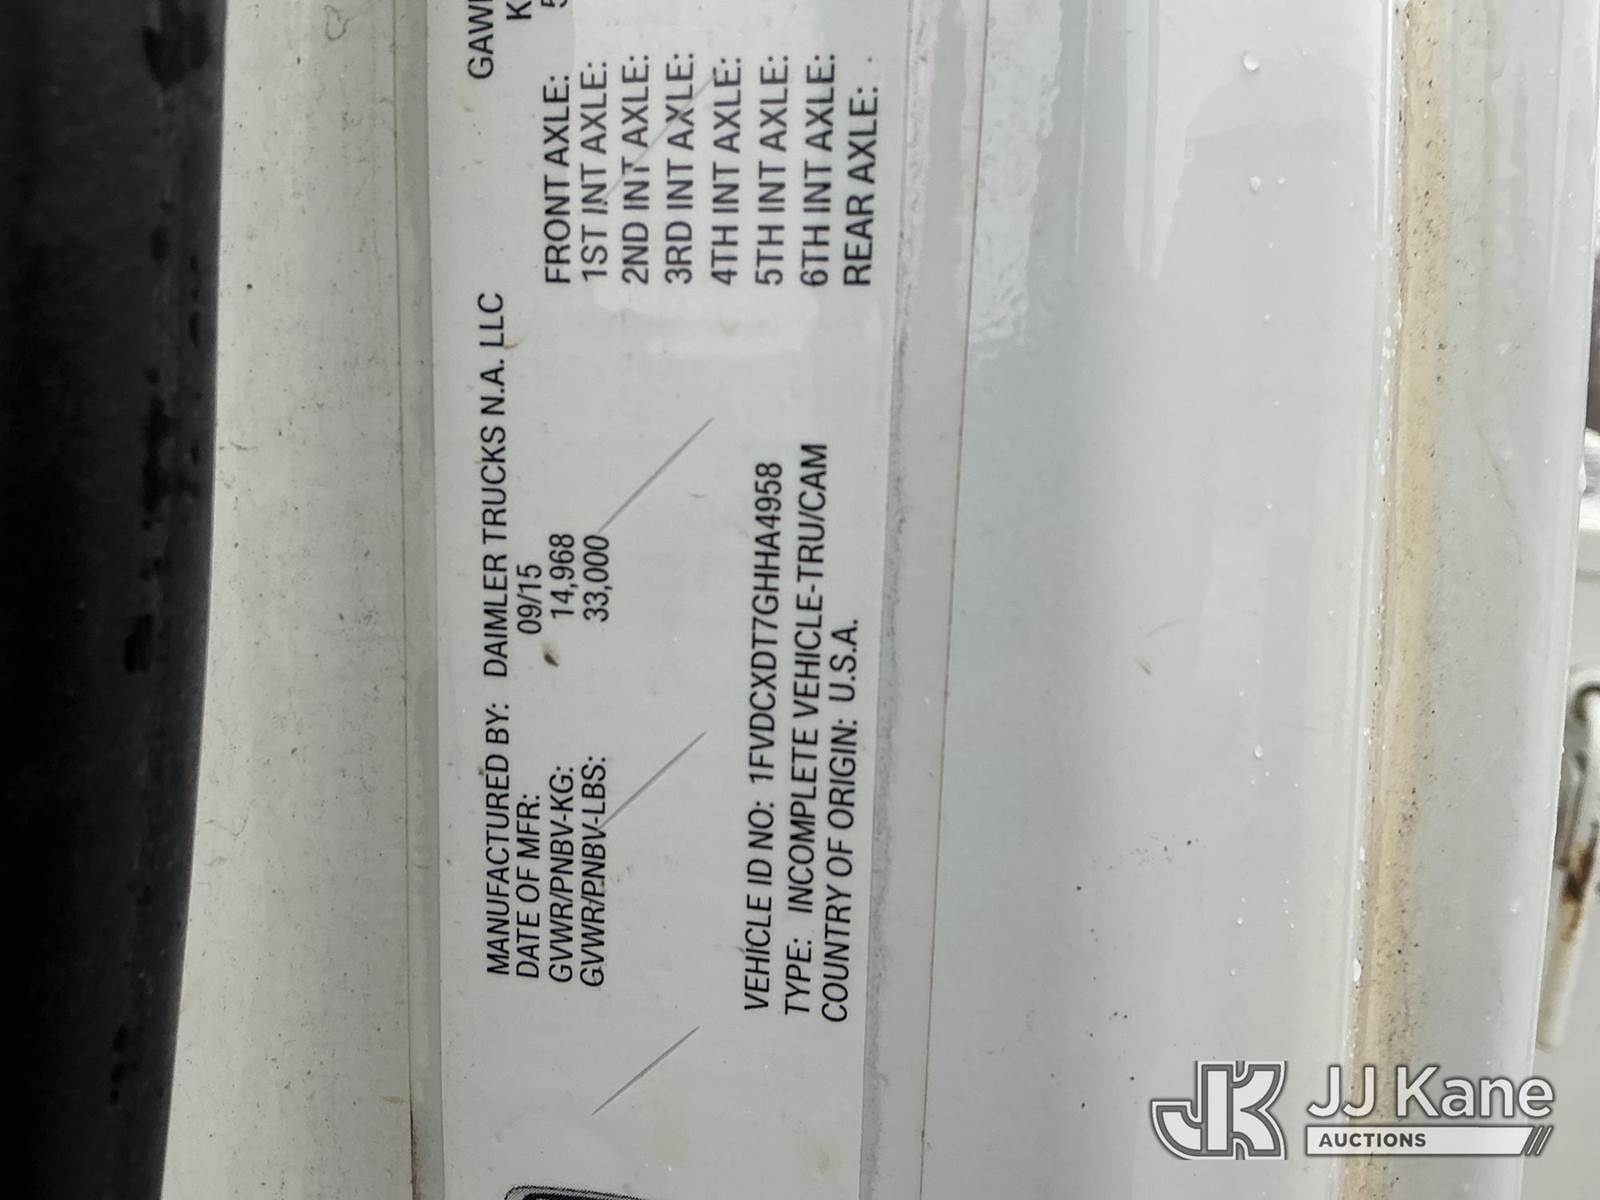 MANUFACTURED BY: DAIMLER TRUCKS N.A. LLC
DATE OF MFR: 09/15
GVWR/PNBV-KG: 14,968
GVWR/PNBV-LBS: 33,000
VEHICLE ID NO: 1FVDCXDT7GHHA4958
TYPE: INCOMPLETE VEHICLE-TRU/CAM
COUNTRY OF ORIGIN: U.S.A.
FRONT AXLE:
1ST INT AXLE:
2ND INT AXLE:
3RD INT AXLE:
4TH INT AXLE:
5TH INT AXLE:
6TH INT AXLE:
REAR AXLE:
JK JJ Kane
AUCTIONS